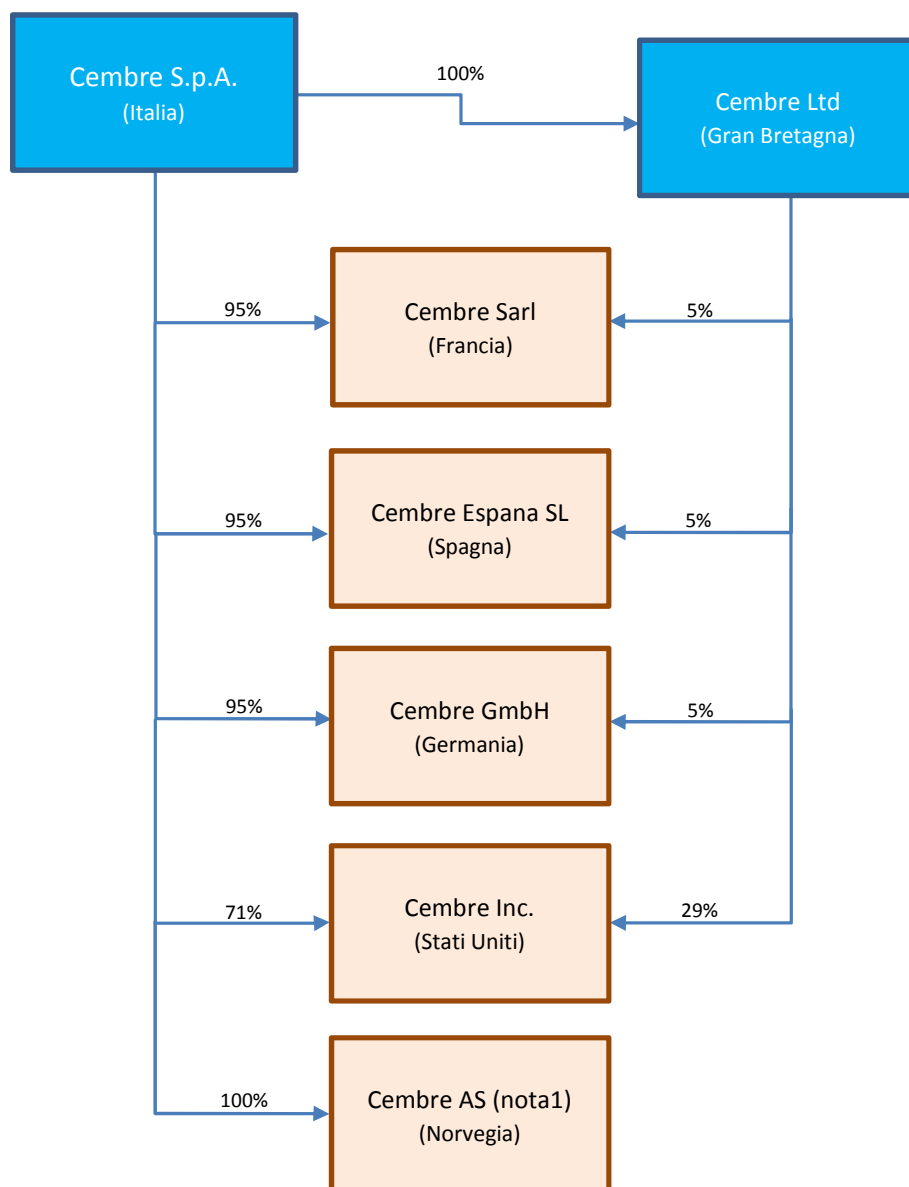 Cembre S.p.A.
(Italia)
100%
Cembre Ltd
(Gran Bretagna)
95%
Cembre Sarl
(Francia)
5%
95%
Cembre Espana SL
(Spagna)
5%
95%
Cembre GmbH
(Germania)
5%
71%
Cembre Inc.
(Stati Uniti)
29%
100%
Cembre AS (nota1)
(Norvegia)